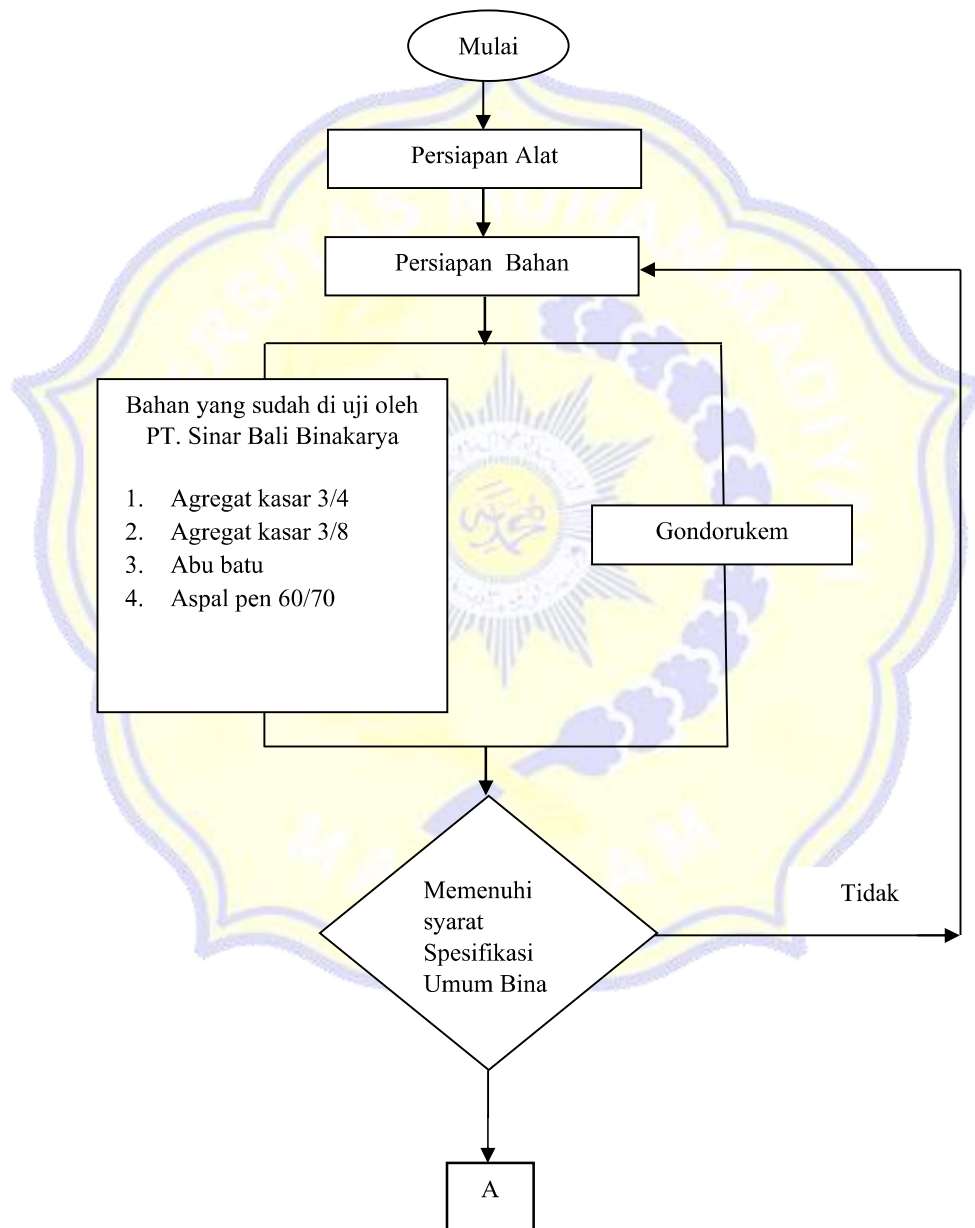 Mulai
Persiapan Alat
Persiapan Bahan
Bahan yang sudah di uji oleh
PT. Sinar Bali Binakarya
1. Agregat kasar 3/4
2. Agregat kasar 3/8
3. Abu batu
4. Aspal pen 60/70
Gondorukem
Memenuhi
syarat
Spesifikasi
Umum Bina
Tidak
A